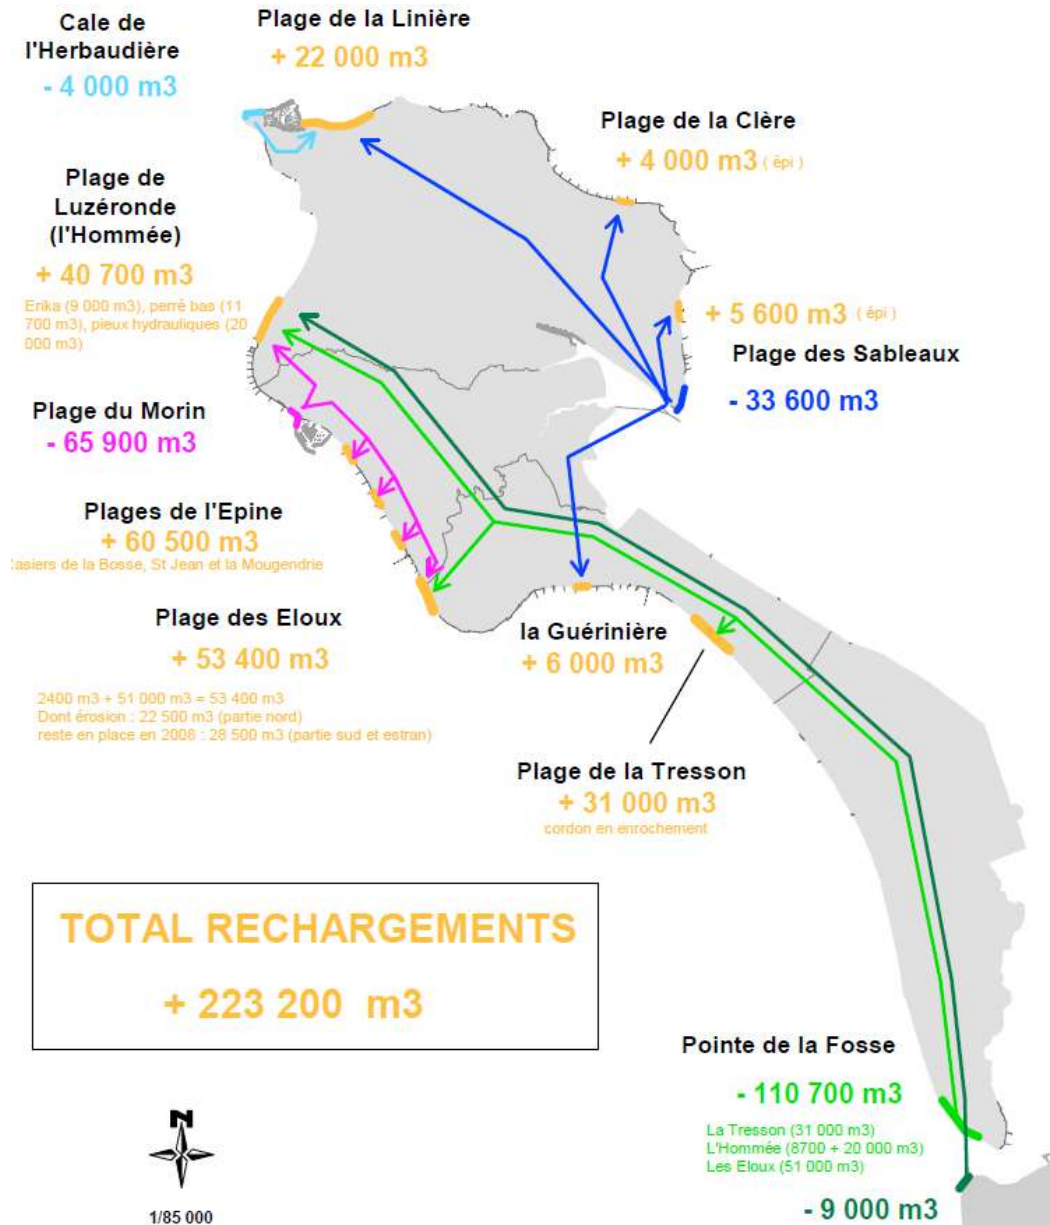 Cale de
l'Herbaudière
- 4 000 m3
Plage de la Linière
+ 22 000 m3
Plage de la Clère
+ 4 000 m3 ( épi )
Plage de
Luzéronde
(l'Hommée)
+ 40 700 m3
Erika (9 000 m3), perré bas (11
700 m3), pieux hydrauliques (20
000 m3)
+ 5 600 m3 ( épi )
Plage des Sableaux
- 33 600 m3
Plage du Morin
- 65 900 m3
Plages de l'Epine
+ 60 500 m3
asiers de la Bosse, St Jean et la Mougendrie
Plage des Eloux
+ 53 400 m3
2400 m3 + 51 000 m3 = 53 400 m3
Dont érosion : 22 500 m3 (partie nord)
reste en place en 2008 : 28 500 m3 (partie sud et estran)
la Guérinière
+ 6 000 m3
Plage de la Tresson
+ 31 000 m3
cordon en enrochement
TOTAL RECHARGEMENTS
+ 223 200 m3
Pointe de la Fosse
- 110 700 m3
La Tresson (31 000 m3)
L'Hommée (8700 + 20 000 m3)
Les Eloux (51 000 m3)
- 9 000 m3
N
1/85 000